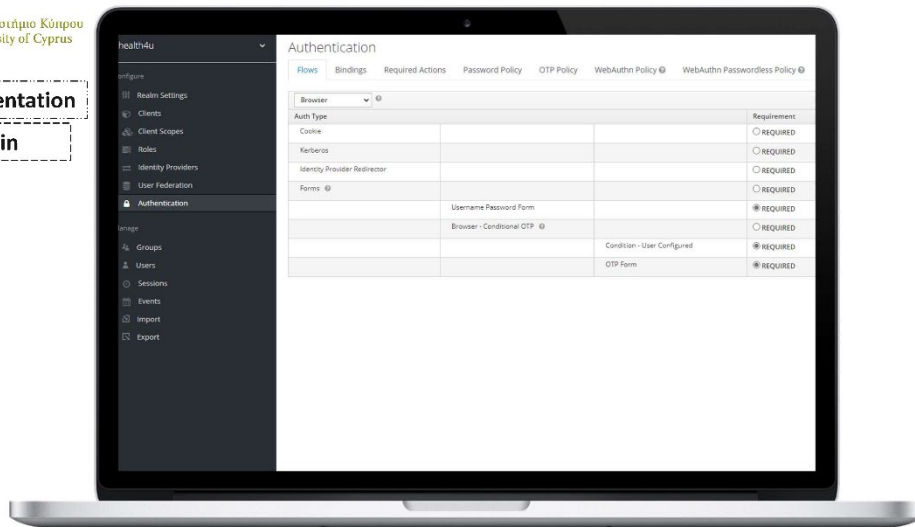 στήμιο Κύπρου
sity of Cyprus
entation
in
health4u
onfigure
Realm Settings
Clients
Client Scopes
Roles
Identity Providers
User Federation
Authentication
anage
Groups
Users
Sessions
Events
Import
Export
Authentication
Flows Bindings Required Actions Password Policy OTP Policy WebAuthn Policy WebAuthn Passwordless Policy
Browser
Auth Type Requirement
Cookie REQUIRED
Kerberos REQUIRED
Identity Provider Redirector REQUIRED
Forms REQUIRED
Username Password Form REQUIRED
Browser - Conditional OTP REQUIRED
Condition - User Configured REQUIRED
OTP Form REQUIRED